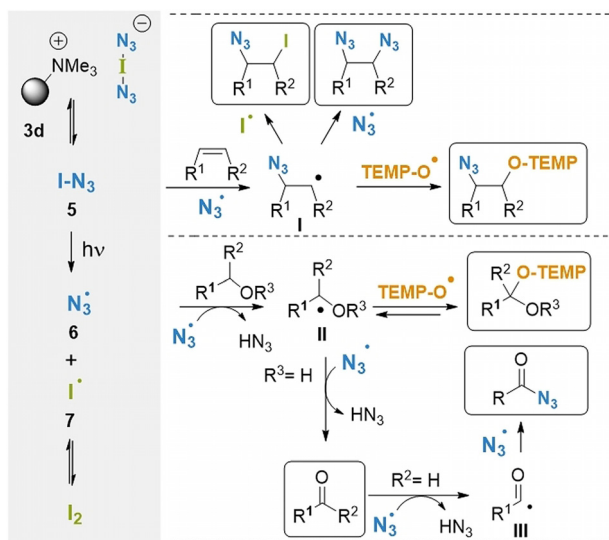 ⊕
NMe3
3d
⊖
N3
I
N3
I-N3
5
hν
N3•
6
+
I•
7
I2
N3
I
R1
R2
N3
N3
R1
R2
I•
N3•
R1
R2
N3•
N3
R1
R2
I
TEMP-O•
N3
O-TEMP
R1
R2
R2
R1
OR3
N3•
HN3
R2
R1
OR3
II
TEMP-O•
R2
O-TEMP
R1
OR3
R3= H
N3•
HN3
O
R
N3
N3•
O
R1
R2
R2= H
N3•
HN3
O
R1
III